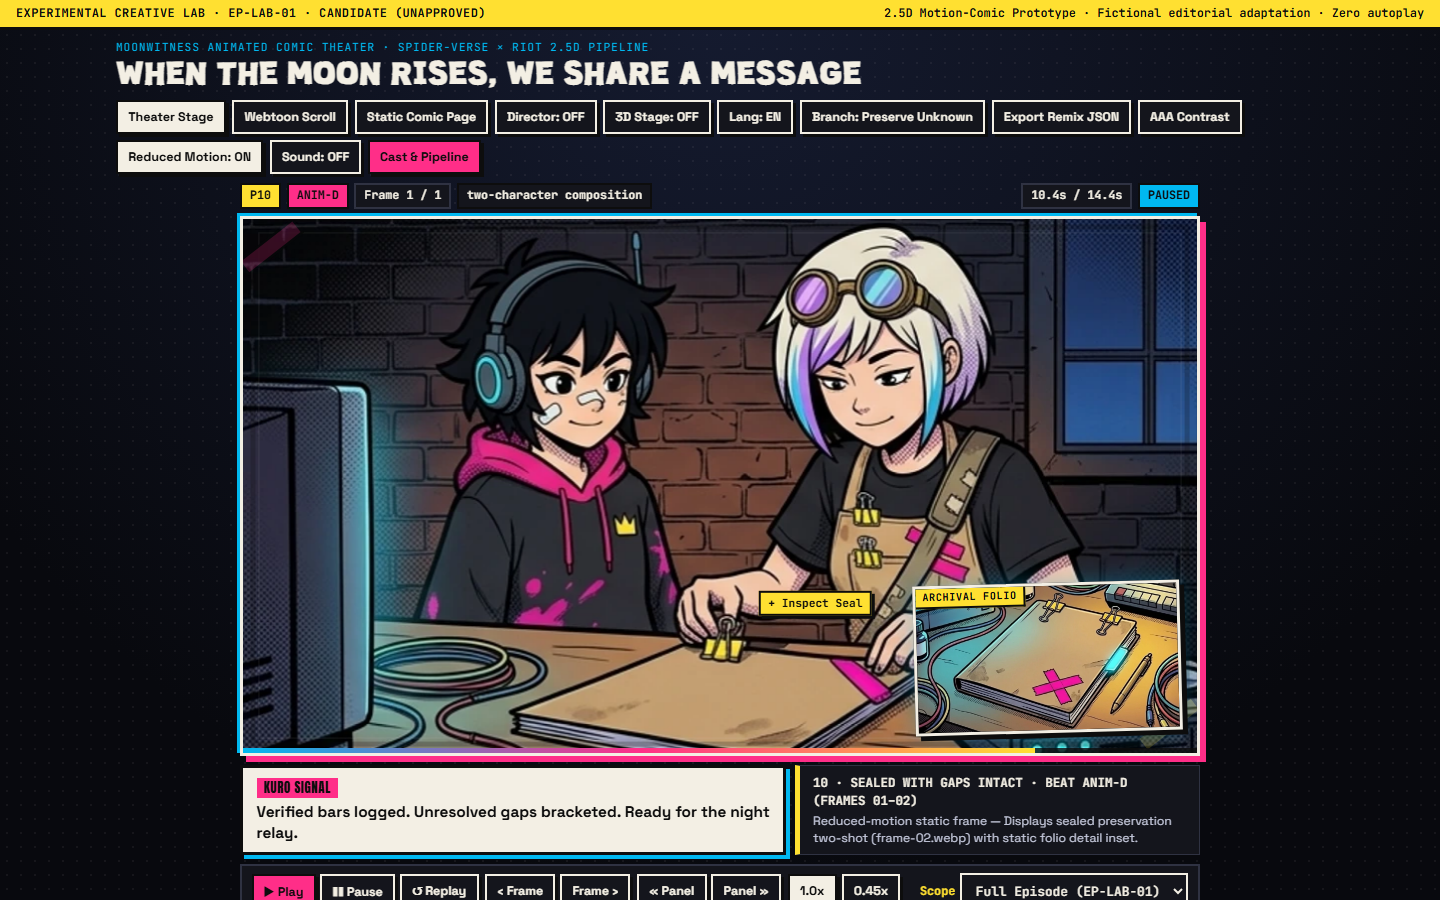 EXPERIMENTAL CREATIVE LAB · EP-LAB-01 · CANDIDATE (UNAPPROVED)
2.5D Motion-Comic Prototype · Fictional editorial adaptation · Zero autoplay
MOONWITNESS ANIMATED COMIC THEATER · SPIDER-VERSE × RIOT 2.5D PIPELINE
WHEN THE MOON RISES, WE SHARE A MESSAGE
Theater Stage
Webtoon Scroll
Static Comic Page
Director: OFF
3D Stage: OFF
Lang: EN
Branch: Preserve Unknown
Export Remix JSON
AAA Contrast
Reduced Motion: ON
Sound: OFF
Cast & Pipeline
P10
ANIM-D
Frame 1 / 1
two-character composition
10.4s / 14.4s
PAUSED
+ Inspect Seal
ARCHIVAL FOLIO
KURO SIGNAL
Verified bars logged. Unresolved gaps bracketed. Ready for the night
relay.
10 · SEALED WITH GAPS INTACT · BEAT ANIM-D
(FRAMES 01–02)
Reduced-motion static frame — Displays sealed preservation
two-shot (frame-02.webp) with static folio detail inset.
▶ Play
▮▮ Pause
↺ Replay
‹ Frame
Frame ›
« Panel
Panel »
1.0x
0.45x
Scope
Full Episode (EP-LAB-01)